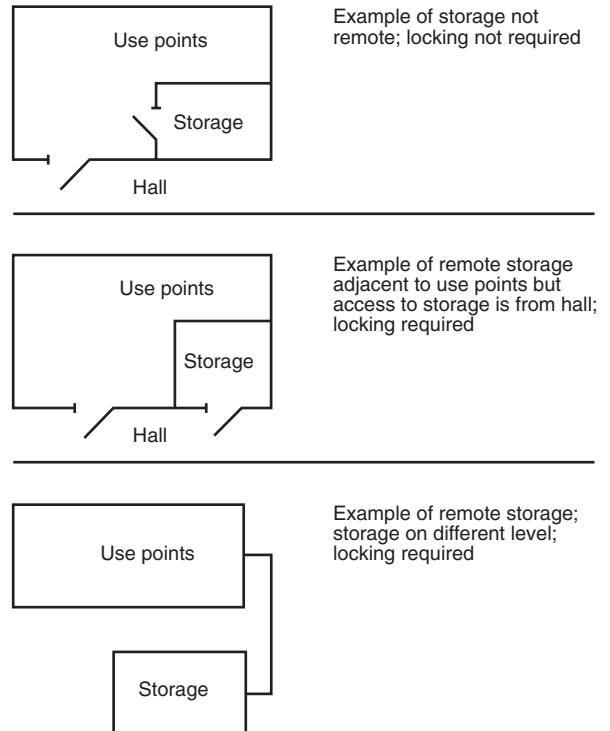 Use points
Storage
Hall
Example of storage not
remote; locking not required
Use points
Storage
Hall
Example of remote storage
adjacent to use points but
access to storage is from hall;
locking required
Use points
Storage
Example of remote storage;
storage on different level;
locking required